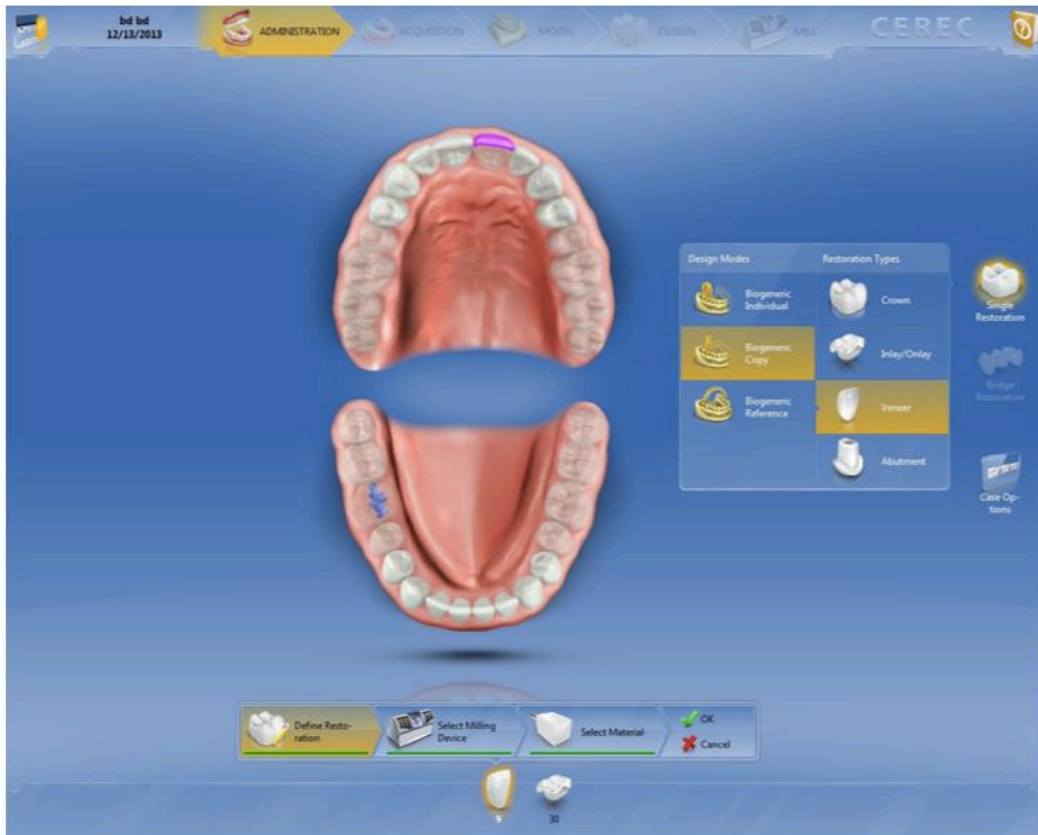 bd bd
12/13/2013
ADMINISTRATION
ACQUISITION
MODEL
DESIGN
MILL
CEREC
Design Modes
Restoration Types
Biogeneric
Individual
Crown
Biogeneric
Copy
Inlay/Onlay
Biogeneric
Reference
Veneer
Abutment
Single
Restoration
Bridge
Restoration
Case Op-
tions
Define Resto-
ration
Select Milling
Device
Select Material
OK
Cancel
9
30